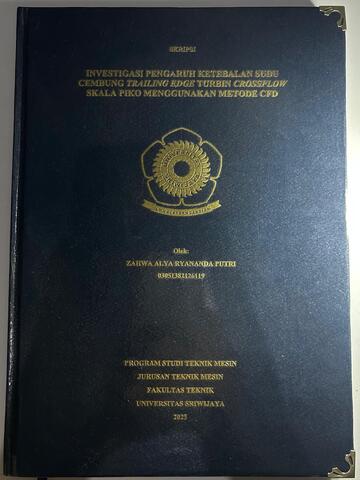 SKRIPSI
INVESTIGASI PENGARUH KETEBALAN SUDU
CEMBUNG TRAILING EDGE TURBIN CROSSFLOW
SKALA PIKO MENGGUNAKAN METODE CFD
Oleh:
ZAHWA ALYA RYANANDA PUTRI
03051382126119
PROGRAM STUDI TEKNIK MESIN
JURUSAN TEKNIK MESIN
FAKULTAS TEKNIK
UNIVERSITAS SRIWIJAYA
2025